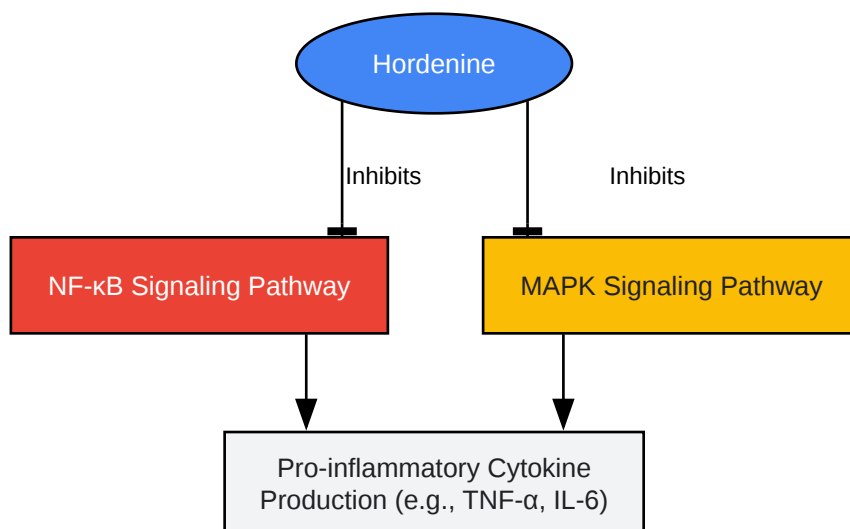 Hordenine
Inhibits
Inhibits
NF-κB Signaling Pathway
MAPK Signaling Pathway
Pro-inflammatory Cytokine
Production (e.g., TNF-α, IL-6)